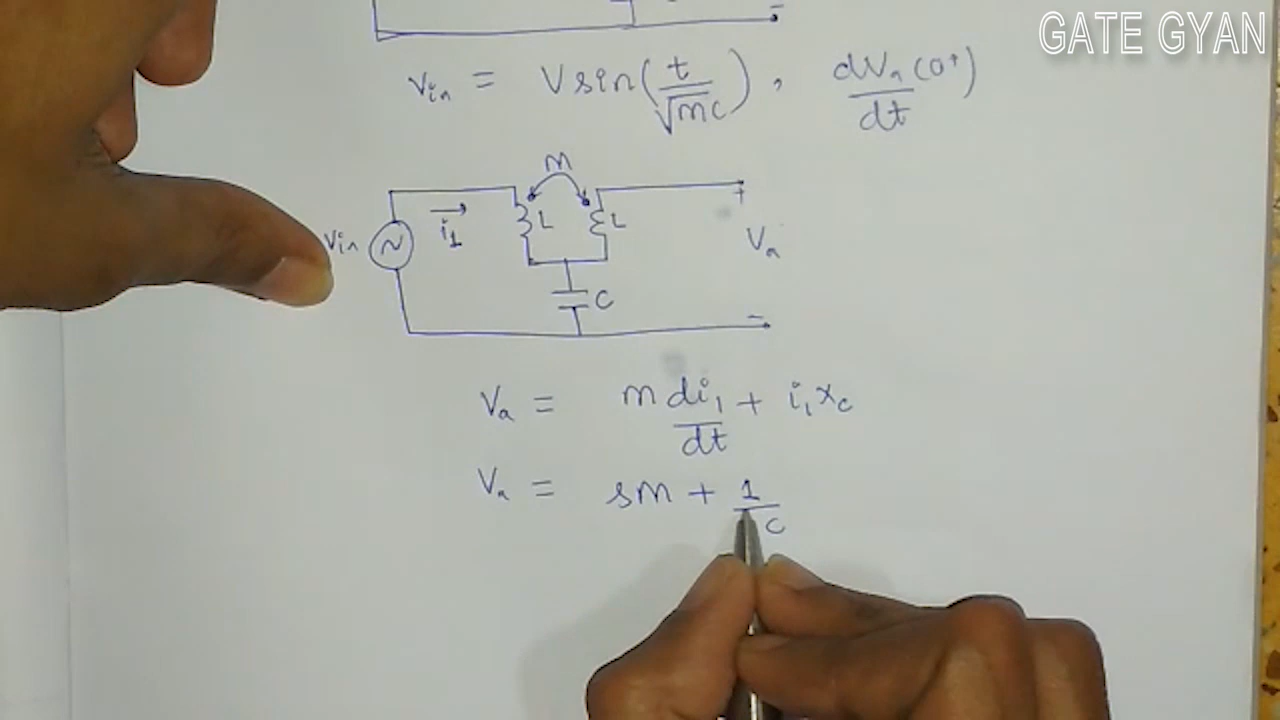 GATE GYAN
Vin = V sin(t/√mc), dVa(0+)/dt
M
Vin i1 L L + Va
C
-
Va = m di1/dt + i1 xc
Va = sm + 1/c